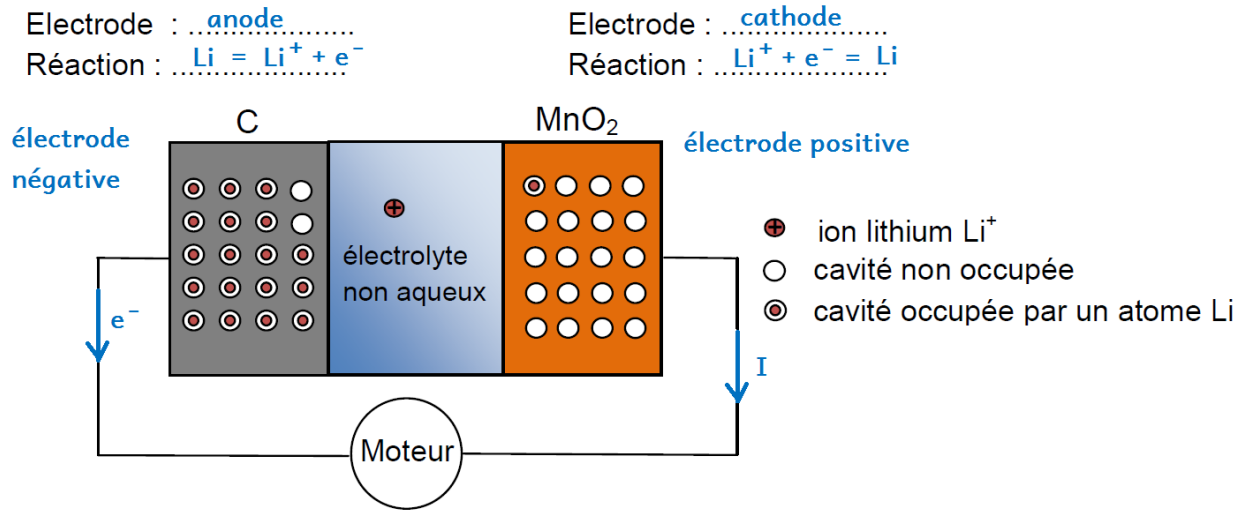 Electrode : anode
Réaction : Li = Li⁺ + e⁻
Electrode : cathode
Réaction : Li⁺ + e⁻ = Li
C
MnO₂
électrode
négative
électrode positive
électrolyte
non aqueux
ion lithium Li⁺
cavité non occupée
cavité occupée par un atome Li
e⁻
I
Moteur